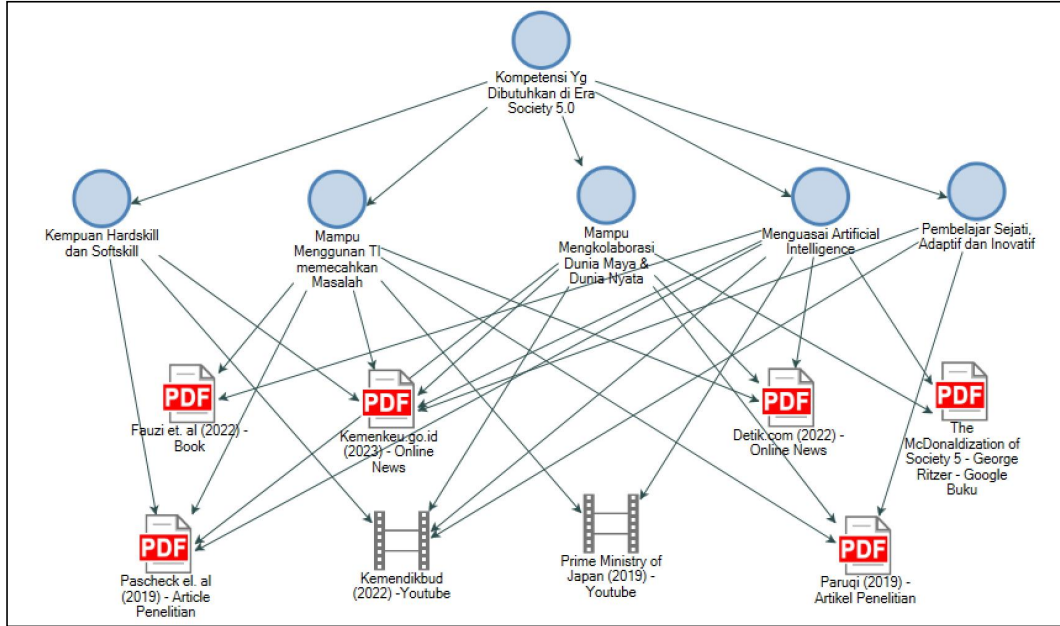 Kompetensi Yg
Dibutuhkan di Era
Society 5.0
Kempuan Hardskill
dan Softskill
Mampu
Menggunan TI
memecahkan
Masalah
Mampu
Mengkolaborasi
Dunia Maya &
Dunia Nyata
Menguasai Artificial
Intelligence
Pembelajar Sejati,
Adaptif dan Inovatif
PDF
Fauzi et. al (2022) -
Book
PDF
Kemenkeu.go.id
(2023) - Online
News
PDF
Detik.com (2022) -
Online News
PDF
The
McDonaldization of
Society 5 - George
Ritzer - Google
Buku
PDF
Pascheck el. al
(2019) - Article
Penelitian
Kemendikbud
(2022) -Youtube
Prime Ministry of
Japan (2019) -
Youtube
PDF
Paruqi (2019) -
Artikel Penelitian